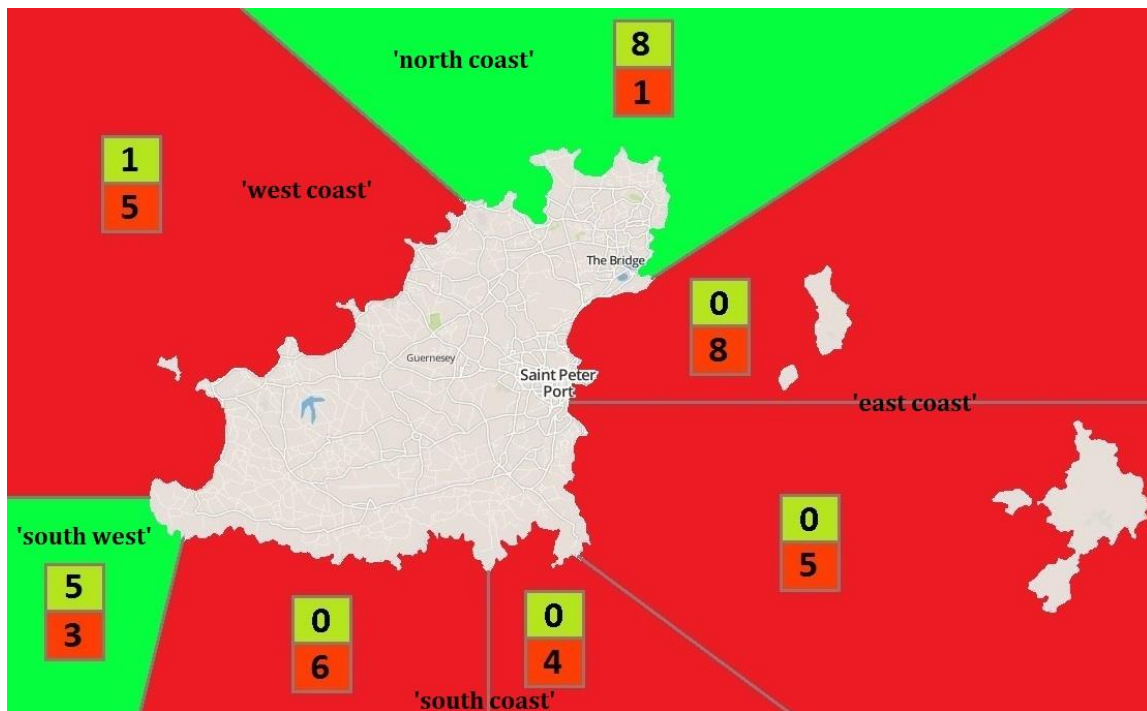 'north coast'
8
1
1
5
'west coast'
The Bridge
0
8
Guernesey
Saint Peter
Port
'east coast'
'south west'
5
3
0
5
0
6
0
4
'south coast'